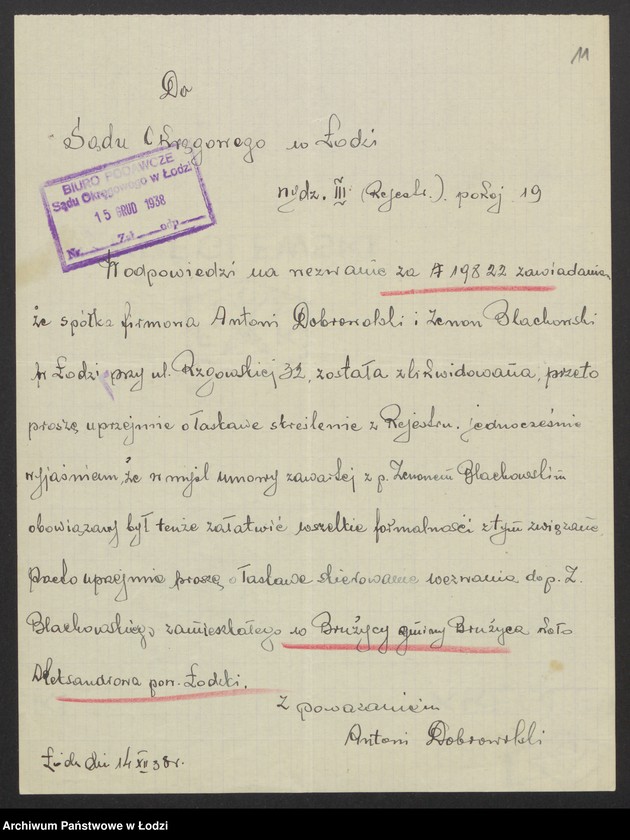 11
Do
Sądu Okręgowego w Łodzi
wydz. III (Rejestr.). pokój 19
BIURO PODAWCZE
Sądu Okręgowego w Łodzi
15 GRUD 1938
Nr. Zał. odp.
W odpowiedzi na wezwanie za A 19822 zawiadamiam
że spółka firmowa Antoni Dobrowolski i Zenon Blachowski
w Łodzi przy ul. Rzgowskiej 32, została zlikwidowana, przeto
proszę uprzejmie o łaskawe skreślenie z Rejestru. jednocześnie
wyjaśniam, że w myśl umowy zawartej z p. Zenonem Blachowskim
obowiązany był tenże załatwić wszelkie formalności z tym związane.
Przeto uprzejmie proszę o łaskawe skierowanie wezwania do p. Z.
Blachowskiego zamieszkałego w Brużycy gminy Brużyca koło
Aleksandrowa pow. Łódzki.
Z poważaniem
Antoni Dobrowolski
Łódź dn 14 XII 38 r.
Archiwum Państwowe w Łodzi